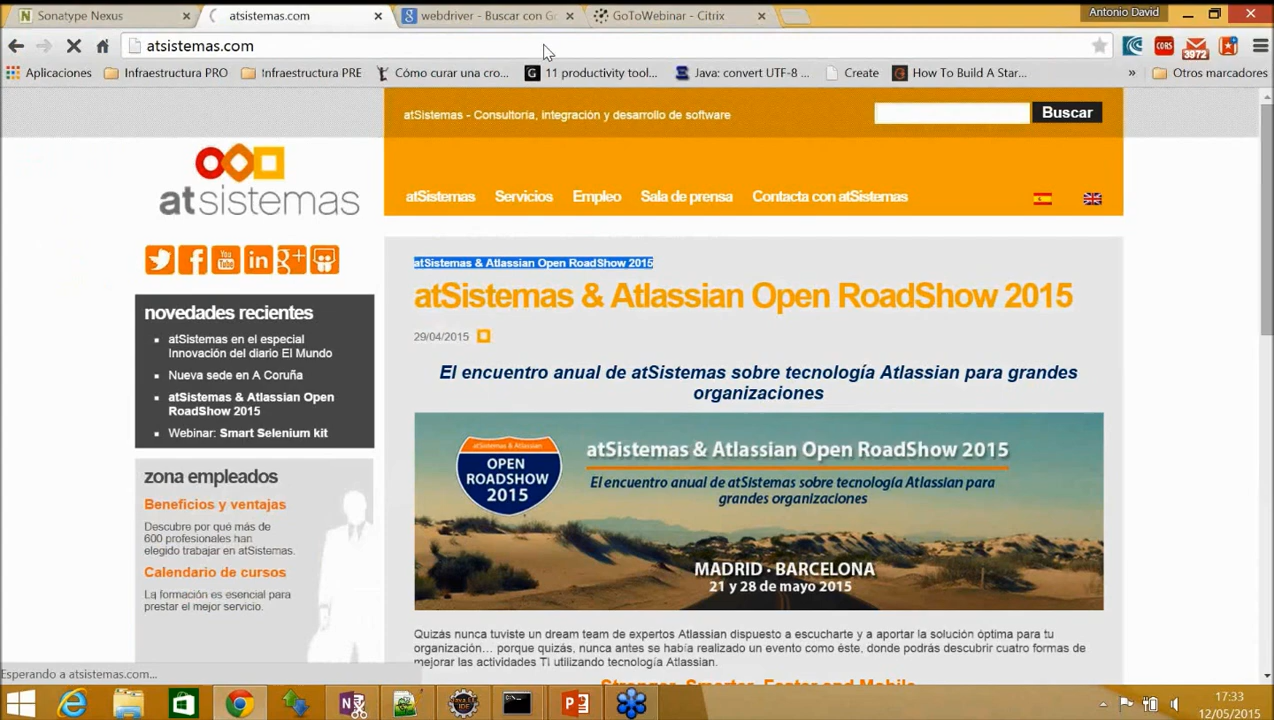 Sonatype Nexus
atsistemas.com
webdriver - Buscar con Go
GoToWebinar - Citrix
Antonio David
atsistemas.com
CORS
3972
Aplicaciones
Infraestructura PRO
Infraestructura PRE
Cómo curar una cro...
11 productivity tool...
Java: convert UTF-8 ...
Create
How To Build A Star...
»
Otros marcadores
atSistemas - Consultoría, integración y desarrollo de software
Buscar
atsistemas
atSistemas
Servicios
Empleo
Sala de prensa
Contacta con atSistemas
novedades recientes
atSistemas en el especial
Innovación del diario El Mundo
Nueva sede en A Coruña
atSistemas & Atlassian Open
RoadShow 2015
Webinar: Smart Selenium kit
zona empleados
Beneficios y ventajas
Descubre por qué más de
600 profesionales han
elegido trabajar en atSistemas.
Calendario de cursos
La formación es esencial para
prestar el mejor servicio.
atSistemas & Atlassian Open RoadShow 2015
atSistemas & Atlassian Open RoadShow 2015
29/04/2015
El encuentro anual de atSistemas sobre tecnología Atlassian para grandes
organizaciones
atSistemas & Atlassian
OPEN
ROADSHOW
2015
atSistemas & Atlassian Open RoadShow 2015
El encuentro anual de atSistemas sobre tecnología Atlassian para
grandes organizaciones
MADRID · BARCELONA
21 y 28 de mayo 2015
Quizás nunca tuviste un dream team de expertos Atlassian dispuesto a escucharte y a aportar la solución óptima para tu
organización… porque quizás, nunca antes se había realizado un evento como éste, donde podrás descubrir cuatro formas de
mejorar las actividades TI utilizando tecnología Atlassian.
Stronger, Smarter, Faster and Mobile
Esperando a atsistemas.com...
17:33
12/05/2015